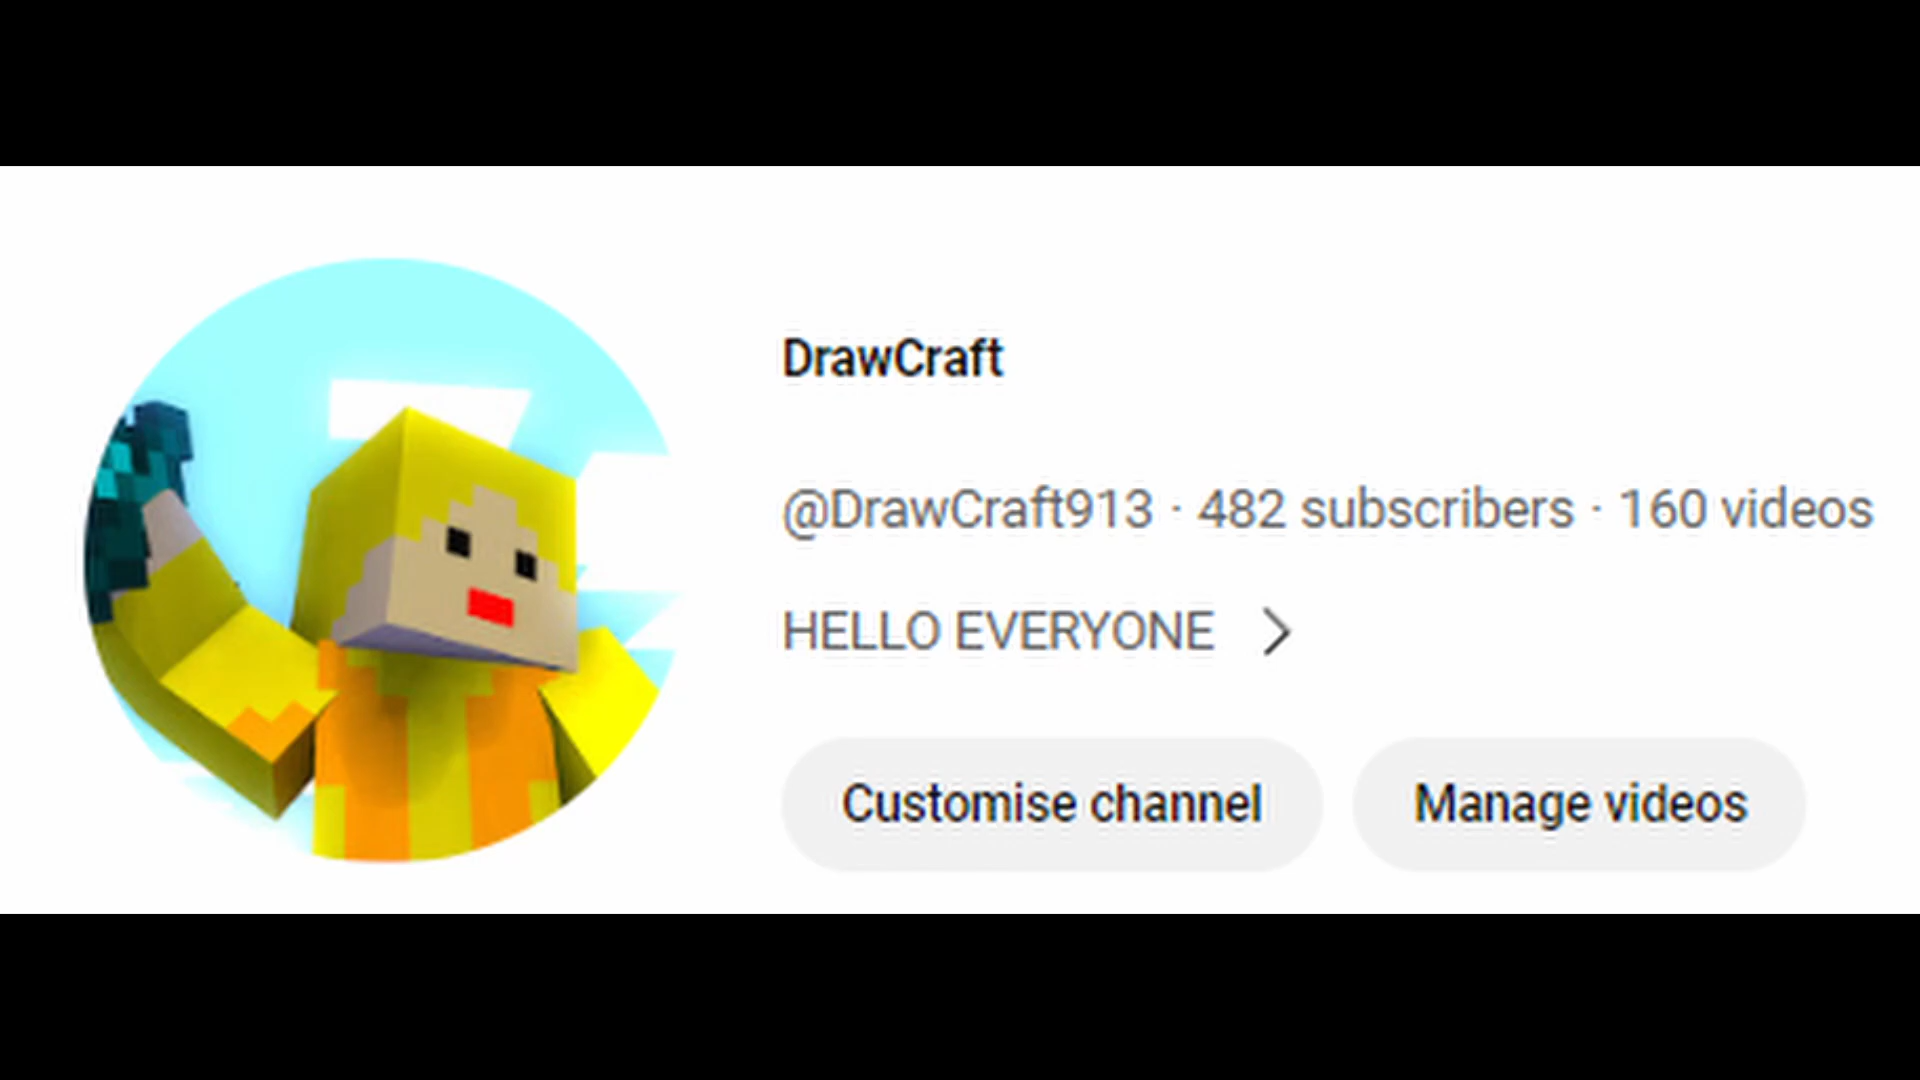 DrawCraft
@DrawCraft913 · 482 subscribers · 160 videos
HELLO EVERYONE
Customise channel
Manage videos